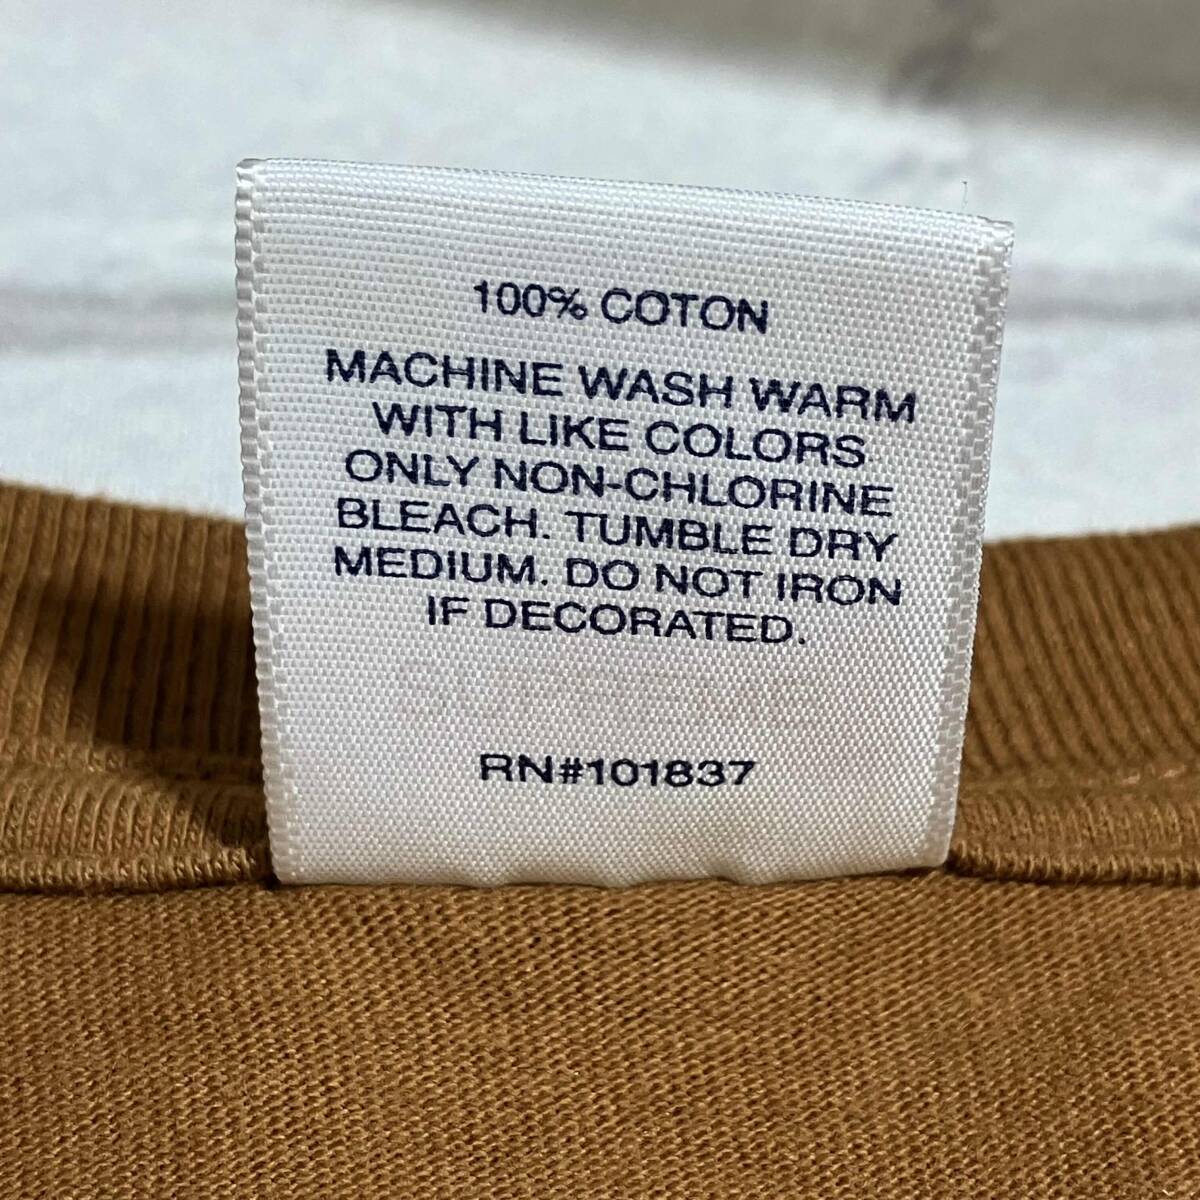 100% COTON
MACHINE WASH WARM
WITH LIKE COLORS
ONLY NON-CHLORINE
BLEACH. TUMBLE DRY
MEDIUM. DO NOT IRON
IF DECORATED.
RN#101837